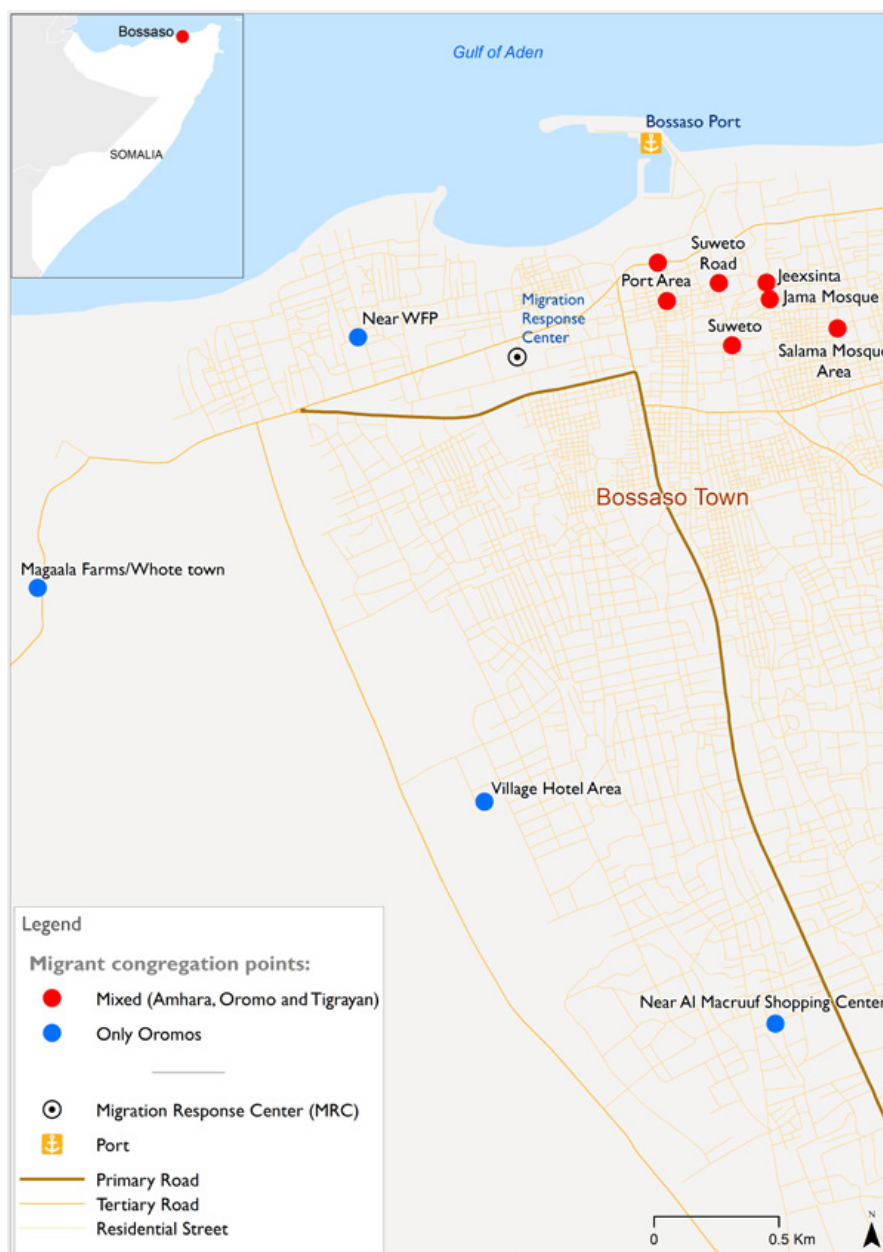 Bossaso
SOMALIA
Gulf of Aden
Bossaso Port
Suweto
Road
Port Area
Jeexsinta
Jama Mosque
Migration
Response
Center
Near WFP
Suweto
Salama Mosque
Area
Bossaso Town
Magaala Farms/Whote town
Village Hotel Area
Near Al Macruuf Shopping Center
Legend
Migrant congregation points:
Mixed (Amhara, Oromo and Tigrayan)
Only Oromos
Migration Response Center (MRC)
Port
Primary Road
Tertiary Road
Residential Street
0 0.5 Km
N